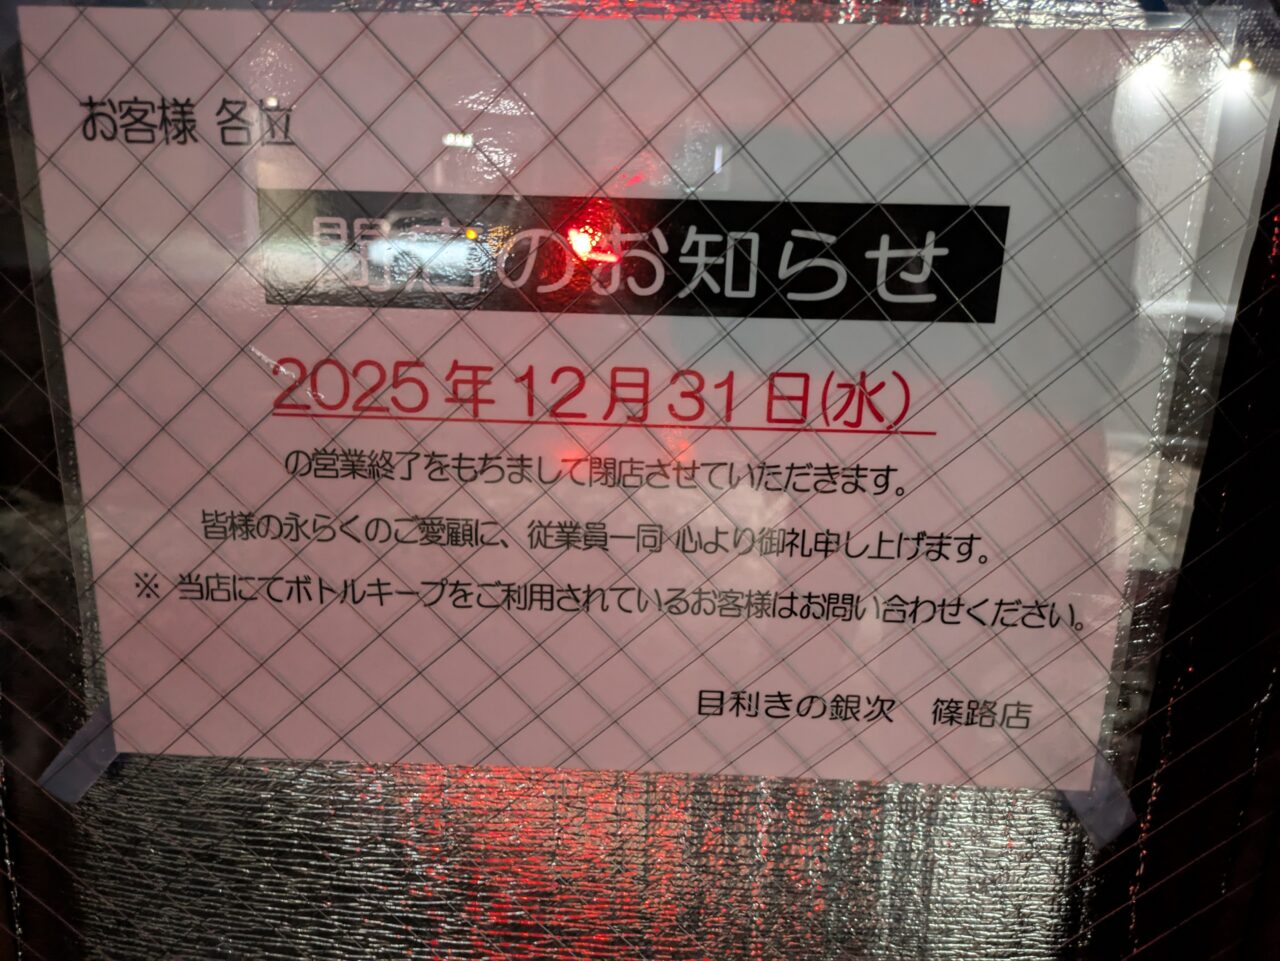 お客様 各位
閉店のお知らせ
2025年12月31日(水)
の営業終了をもちまして閉店させていただきます。
皆様の永らくのご愛顧に、従業員一同 心より御礼申し上げます。
※ 当店にてボトルキープをご利用されているお客様はお問い合わせください。
目利きの銀次 篠路店